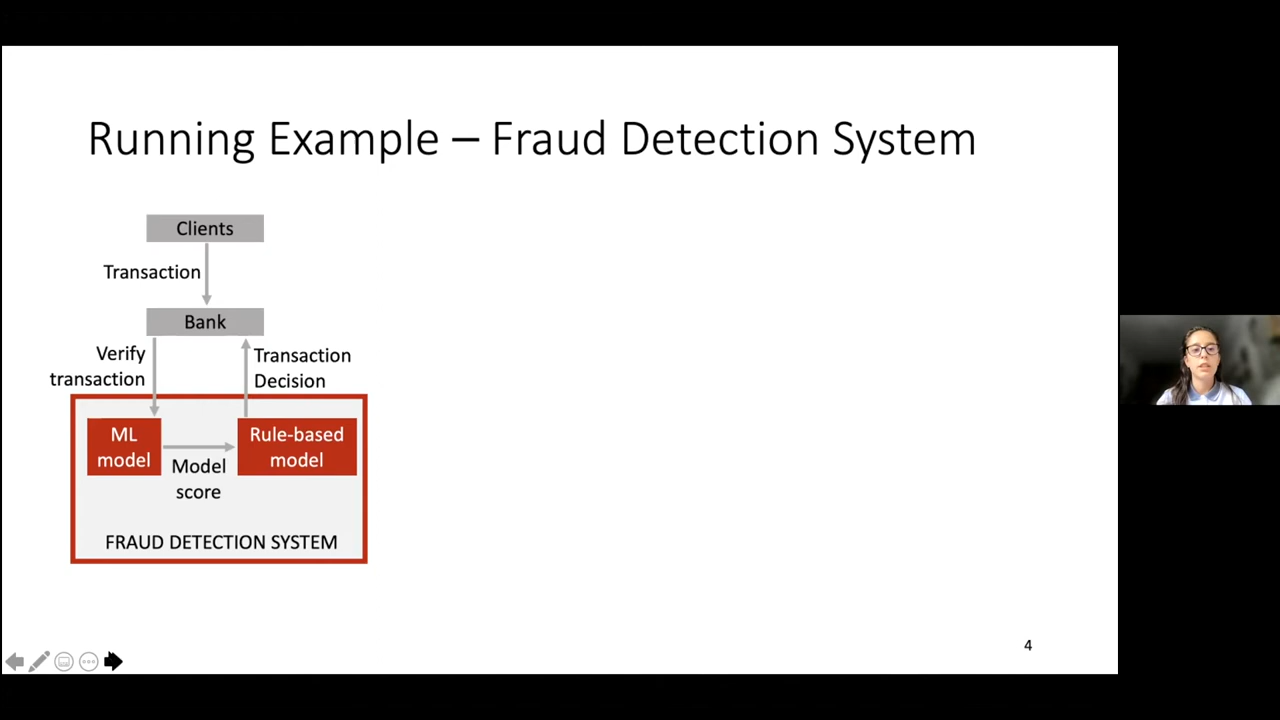 Running Example – Fraud Detection System
Clients
Transaction
Bank
Verify
transaction
Transaction
Decision
ML
model
Model
score
Rule-based
model
FRAUD DETECTION SYSTEM
4